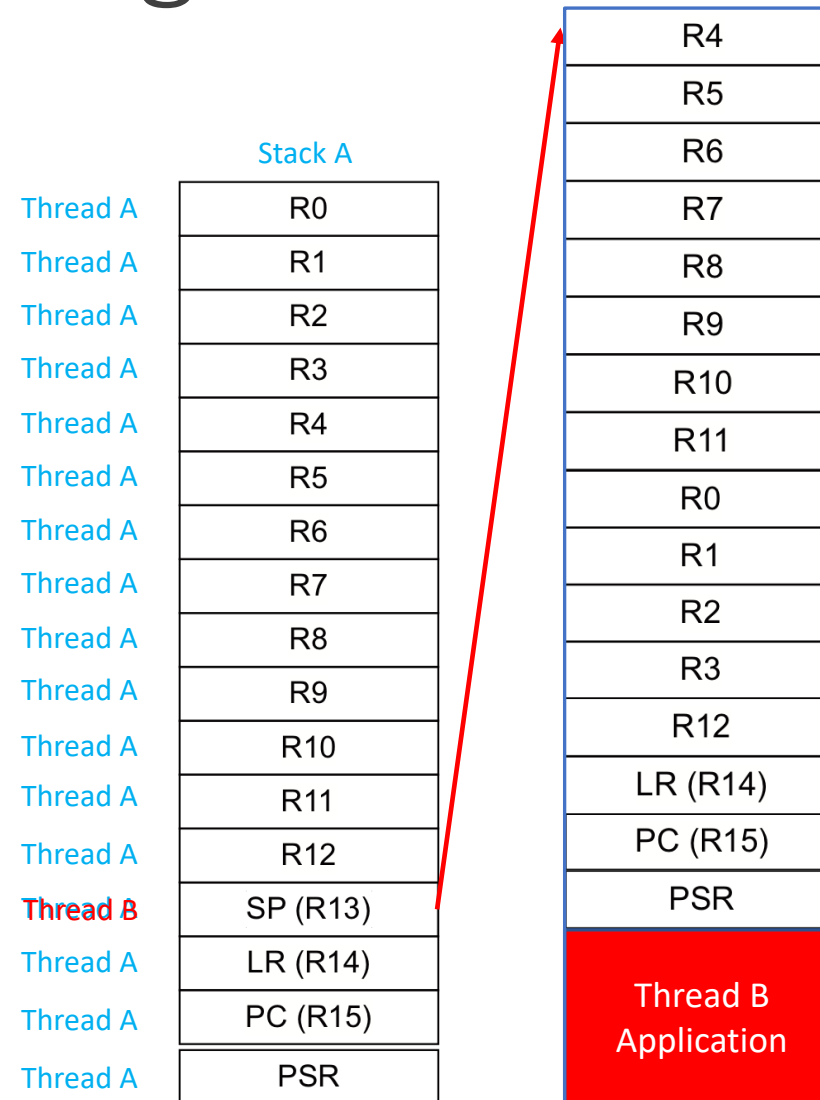 Stack A
Thread A R0
Thread A R1
Thread A R2
Thread A R3
Thread A R4
Thread A R5
Thread A R6
Thread A R7
Thread A R8
Thread A R9
Thread A R10
Thread A R11
Thread A R12
Thread B SP (R13)
Thread A LR (R14)
Thread A PC (R15)
Thread A PSR
R4
R5
R6
R7
R8
R9
R10
R11
R0
R1
R2
R3
R12
LR (R14)
PC (R15)
PSR
Thread B
Application